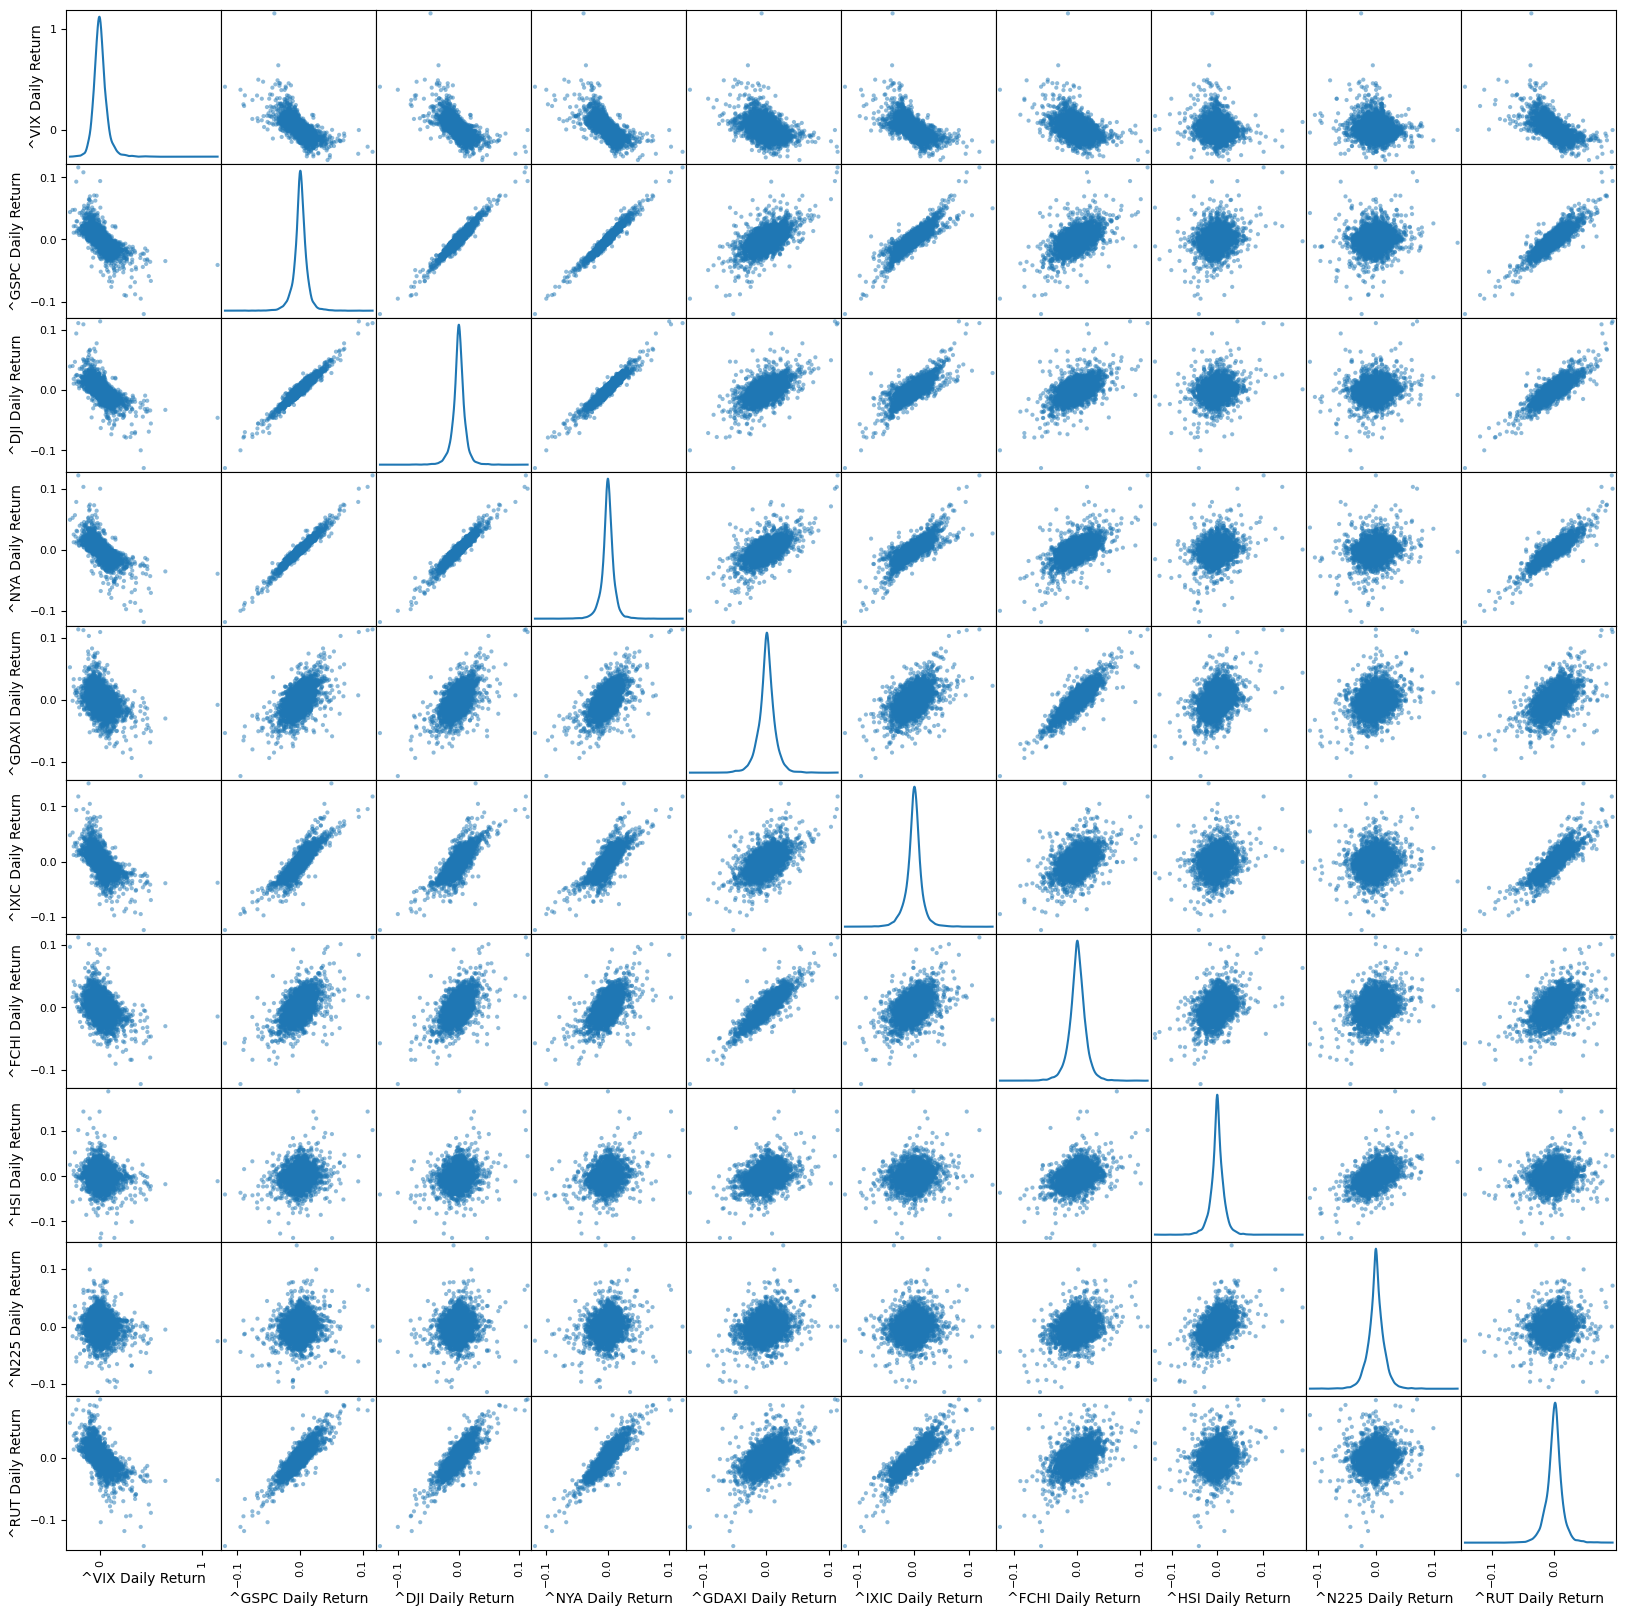 ^VIX Daily Return
1
0
^GSPC Daily Return
0.1
0.0
−0.1
^DJI Daily Return
0.1
0.0
−0.1
^NYA Daily Return
0.1
0.0
−0.1
^GDAXI Daily Return
0.1
0.0
−0.1
^IXIC Daily Return
0.1
0.0
−0.1
^FCHI Daily Return
0.1
0.0
−0.1
^HSI Daily Return
0.1
0.0
−0.1
^N225 Daily Return
0.1
0.0
−0.1
^RUT Daily Return
0.0
−0.1
0 1
−0.1 0.0 0.1
−0.1 0.0 0.1
−0.1 0.0 0.1
−0.1 0.0 0.1
−0.1 0.0 0.1
−0.1 0.0 0.1
−0.1 0.0 0.1
−0.1 0.0 0.1
−0.1 0.0
^VIX Daily Return
^GSPC Daily Return
^DJI Daily Return
^NYA Daily Return
^GDAXI Daily Return
^IXIC Daily Return
^FCHI Daily Return
^HSI Daily Return
^N225 Daily Return
^RUT Daily Return